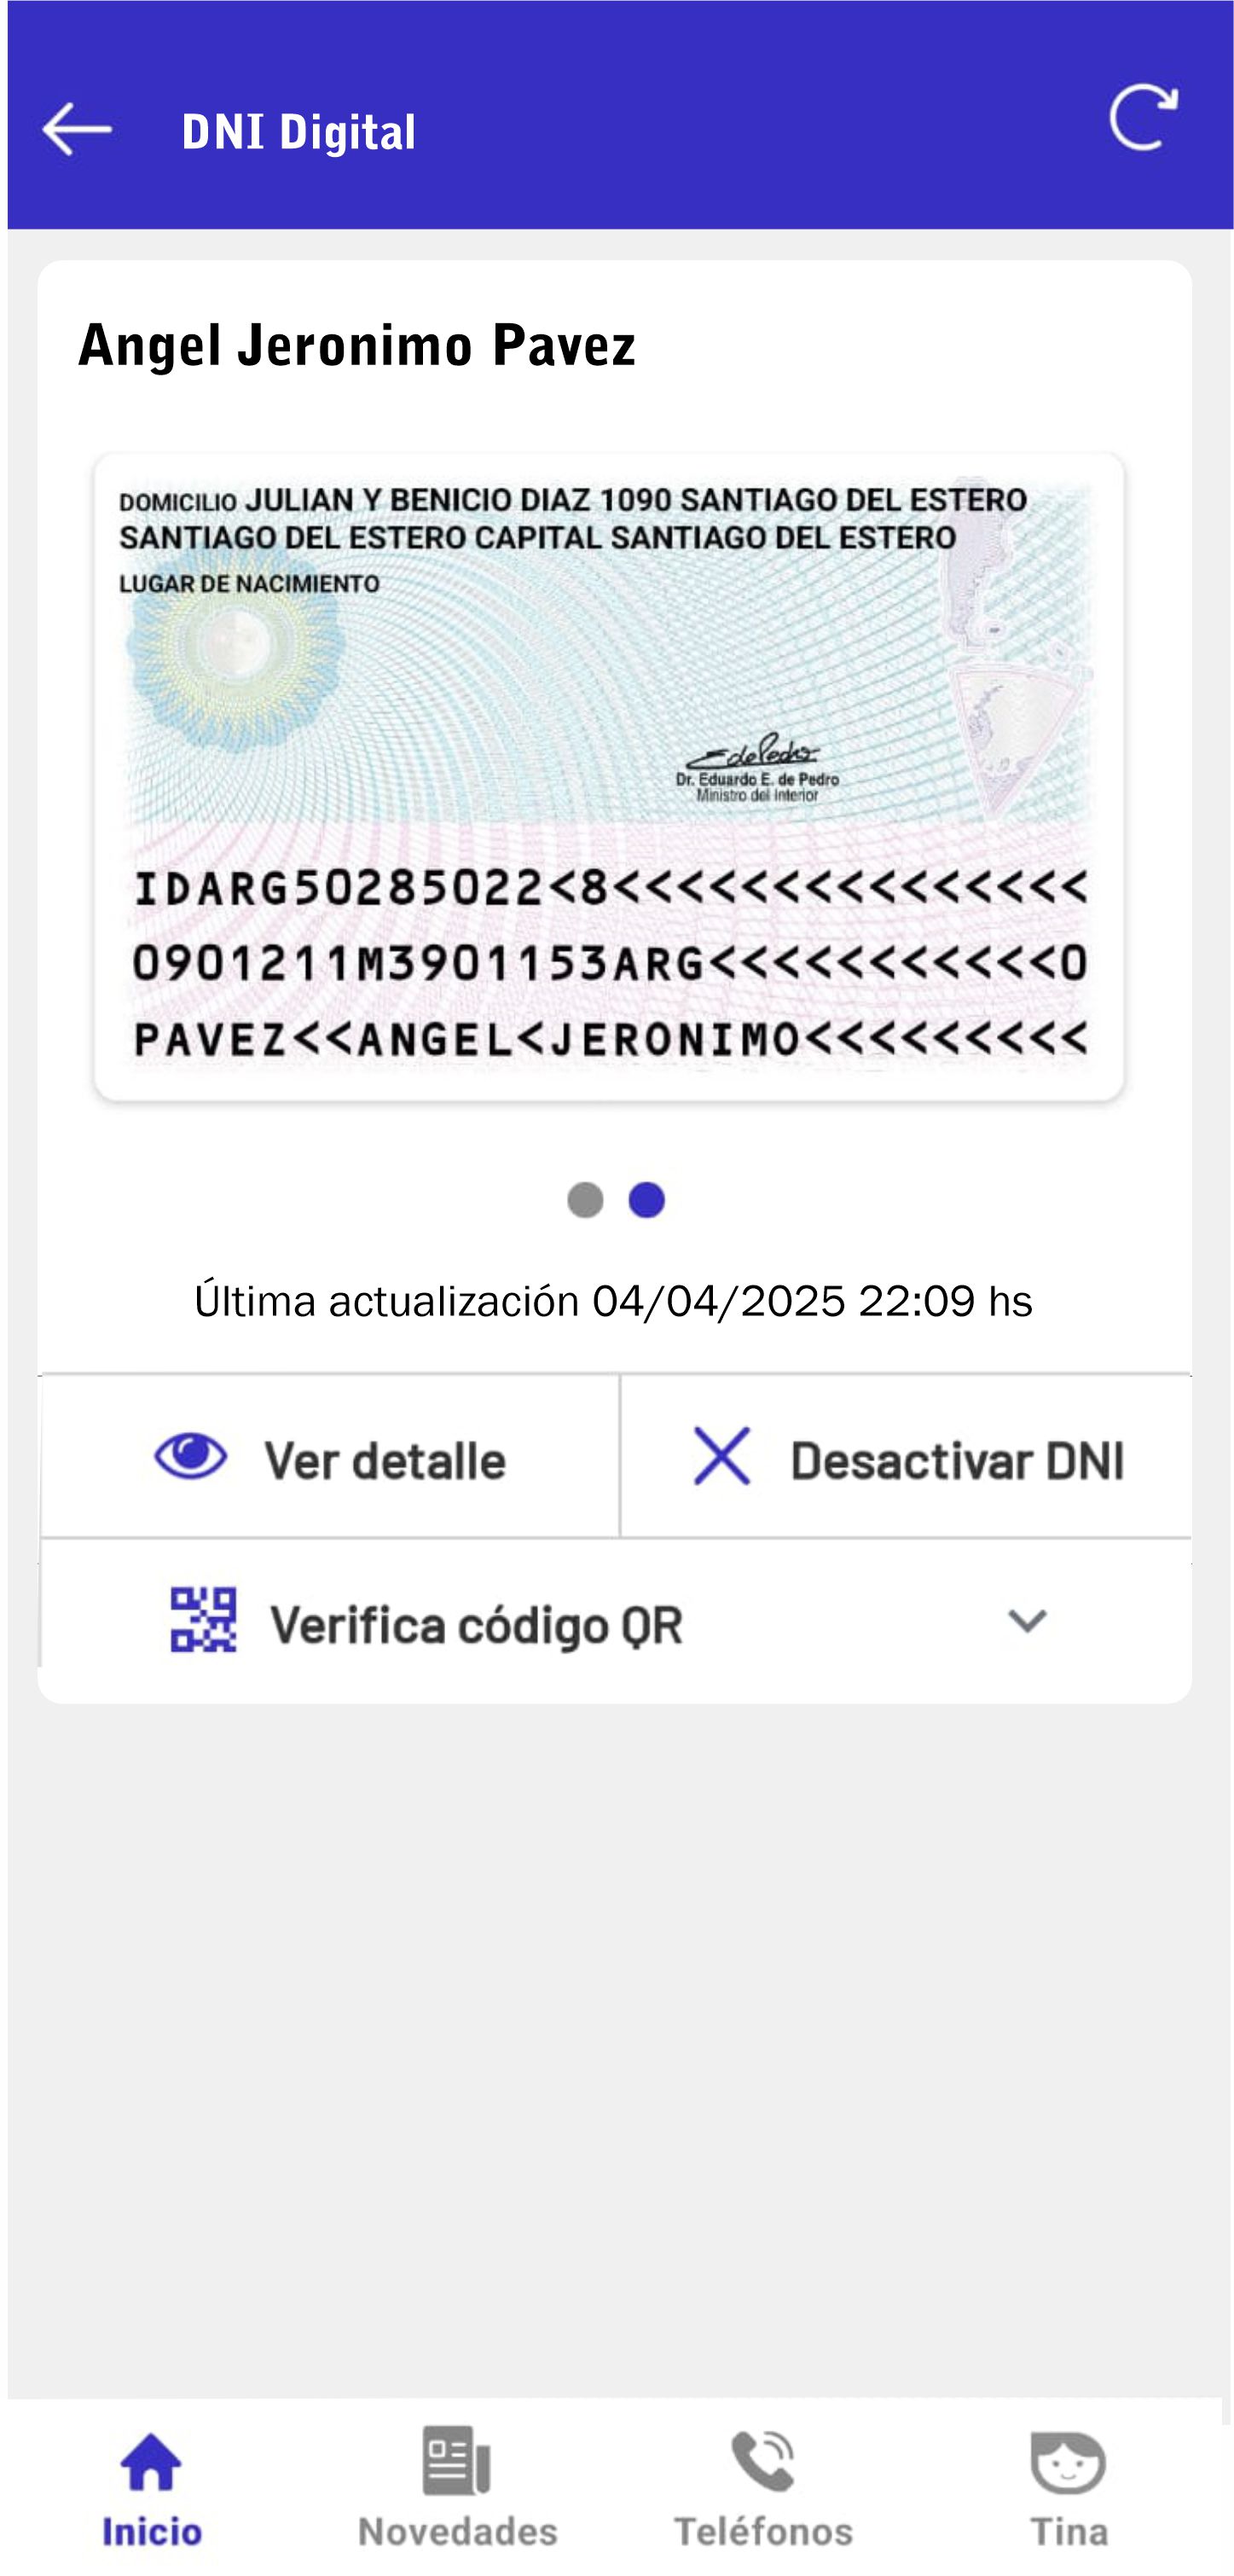 DNI Digital
Angel Jeronimo Pavez
DOMICILIO JULIAN Y BENICIO DIAZ 1090 SANTIAGO DEL ESTERO
SANTIAGO DEL ESTERO CAPITAL SANTIAGO DEL ESTERO
LUGAR DE NACIMIENTO
EdePedro
Dr. Eduardo E. de Pedro
Ministro del Interior
IDARG50285022<8<<<<<<<<<<<<<<<
0901211M3901153ARG<<<<<<<<<<<0
PAVEZ<<ANGEL<JERONIMO<<<<<<<<<
Última actualización 04/04/2025 22:09 hs
Ver detalle
Desactivar DNI
Verifica código QR
Inicio
Novedades
Teléfonos
Tina